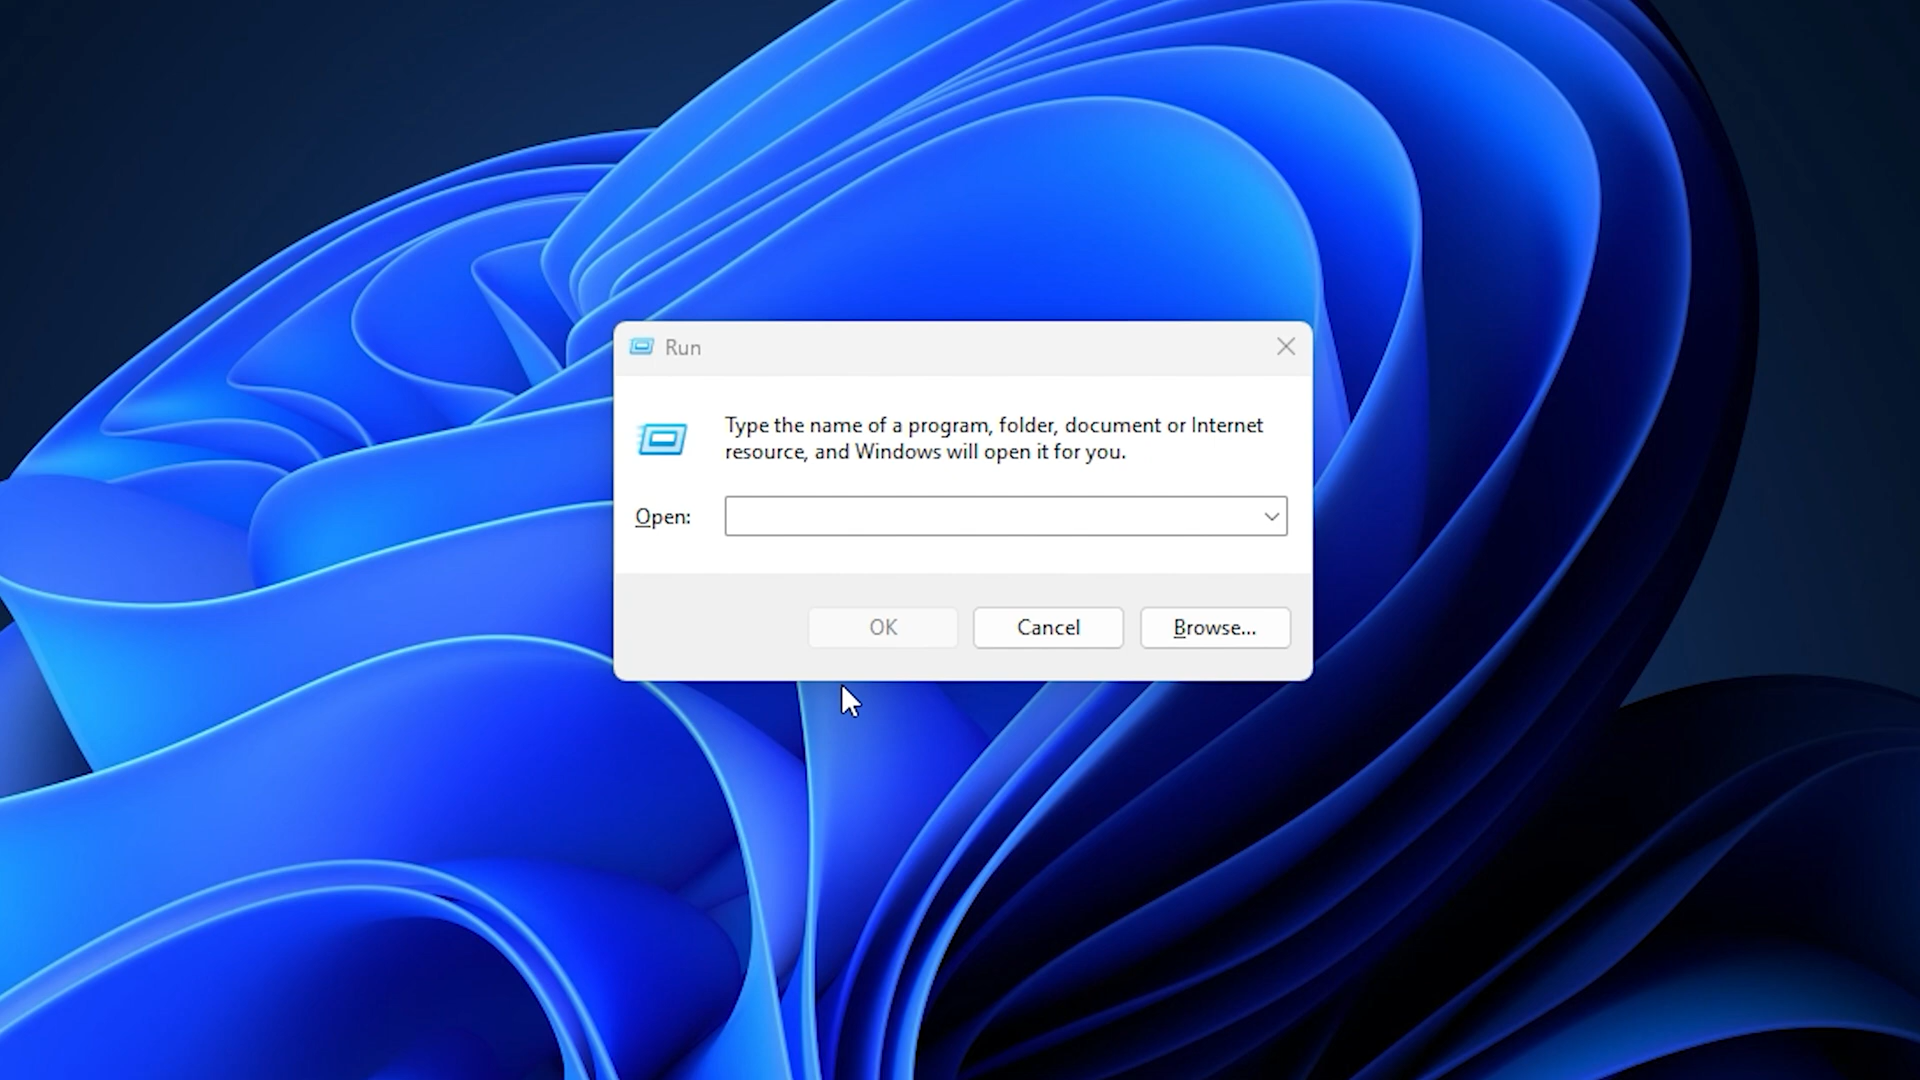 Run
Type the name of a program, folder, document or Internet
resource, and Windows will open it for you.
Open:
OK
Cancel
Browse...